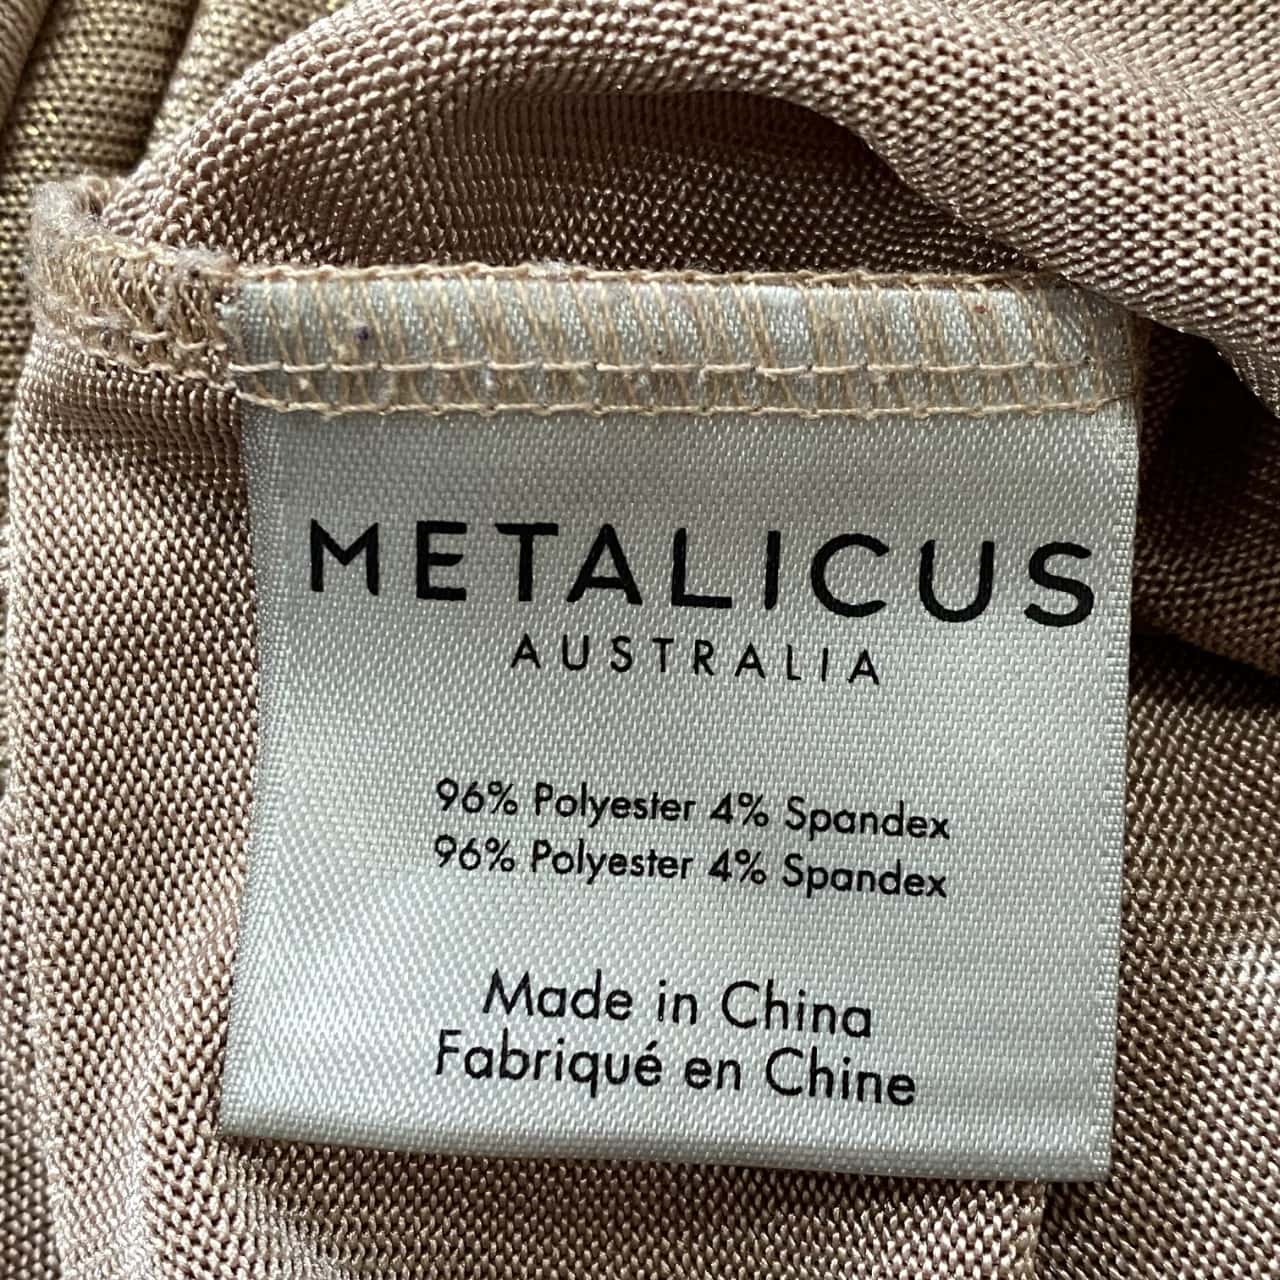 METALICUS
AUSTRALIA
96% Polyester 4% Spandex
96% Polyester 4% Spandex
Made in China
Fabriqué en Chine